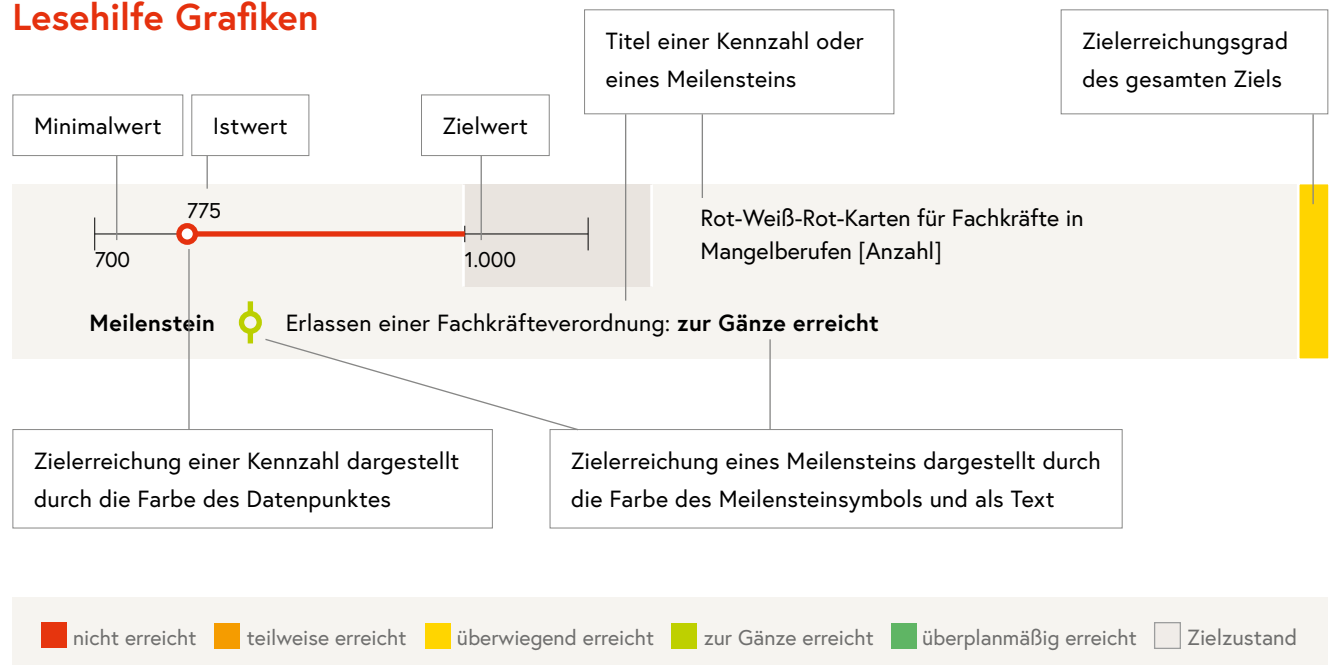 Lesehilfe Grafiken
Titel einer Kennzahl oder
eines Meilensteins
Zielerreichungsgrad
des gesamten Ziels
Minimalwert
Istwert
Zielwert
775
700
1.000
Rot-Weiß-Rot-Karten für Fachkräfte in
Mangelberufen [Anzahl]
Meilenstein Erlassen einer Fachkräfteverordnung: zur Gänze erreicht
Zielerreichung einer Kennzahl dargestellt
durch die Farbe des Datenpunktes
Zielerreichung eines Meilensteins dargestellt durch
die Farbe des Meilensteinsymbols und als Text
nicht erreicht teilweise erreicht überwiegend erreicht zur Gänze erreicht überplanmäßig erreicht Zielzustand